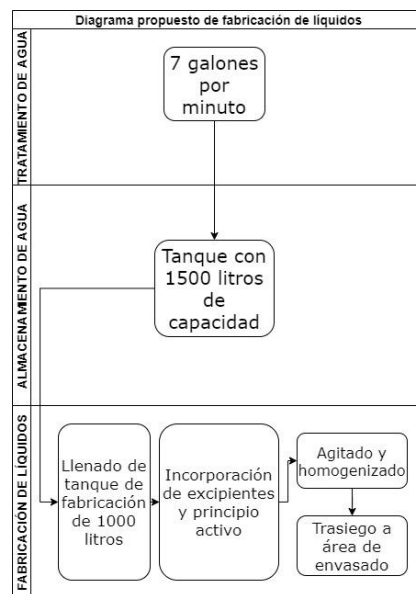 Diagrama propuesto de fabricación de líquidos
TRATAMIENTO DE AGUA
7 galones
por
minuto
ALMACENAMIENTO DE AGUA
Tanque con
1500 litros
de
capacidad
FABRICACIÓN DE LÍQUIDOS
Llenado de
tanque de
fabricación
de 1000
litros
Incorporación
de excipientes
y principio
activo
Agitado y
homogenizado
Trasiego a
área de
envasado